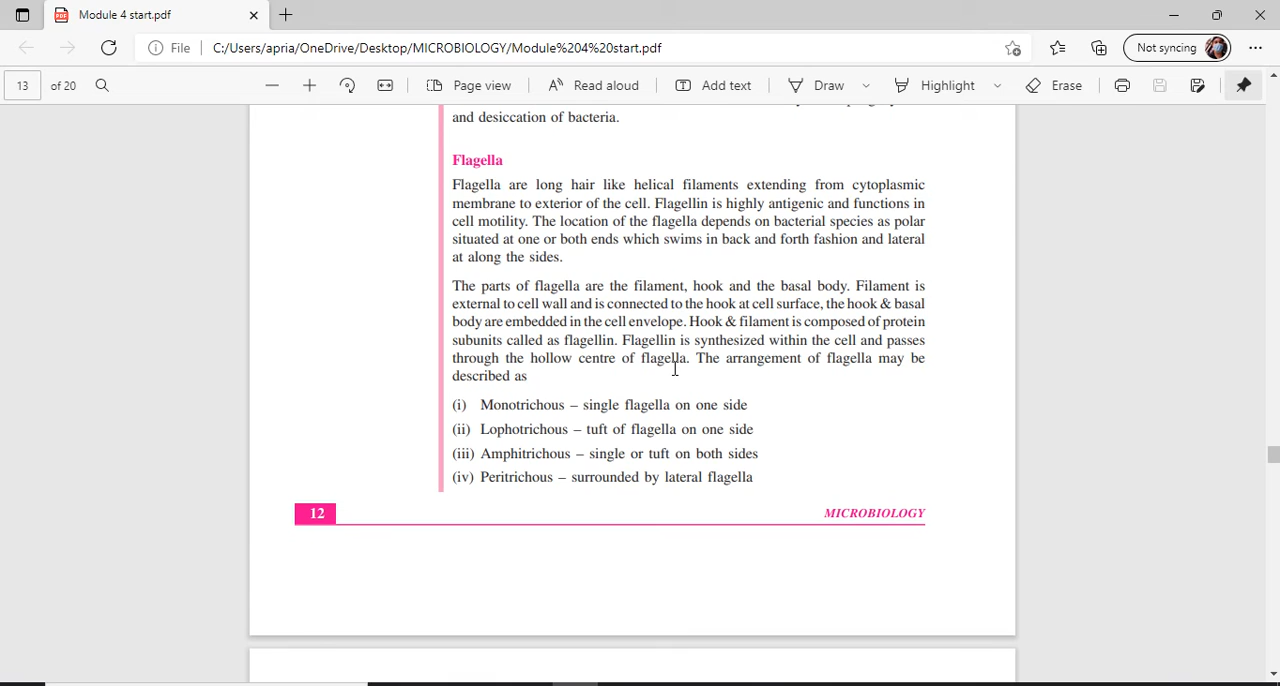 Module 4 start.pdf
File
C:/Users/apria/OneDrive/Desktop/MICROBIOLOGY/Module%204%20start.pdf
Not syncing
13 of 20
Page view
Read aloud
Add text
Draw
Highlight
Erase
and desiccation of bacteria.
Flagella
Flagella are long hair like helical filaments extending from cytoplasmic
membrane to exterior of the cell. Flagellin is highly antigenic and functions in
cell motility. The location of the flagella depends on bacterial species as polar
situated at one or both ends which swims in back and forth fashion and lateral
at along the sides.
The parts of flagella are the filament, hook and the basal body. Filament is
external to cell wall and is connected to the hook at cell surface, the hook & basal
body are embedded in the cell envelope. Hook & filament is composed of protein
subunits called as flagellin. Flagellin is synthesized within the cell and passes
through the hollow centre of flagella. The arrangement of flagella may be
described as
(i) Monotrichous – single flagella on one side
(ii) Lophotrichous – tuft of flagella on one side
(iii) Amphitrichous – single or tuft on both sides
(iv) Peritrichous – surrounded by lateral flagella
12
MICROBIOLOGY